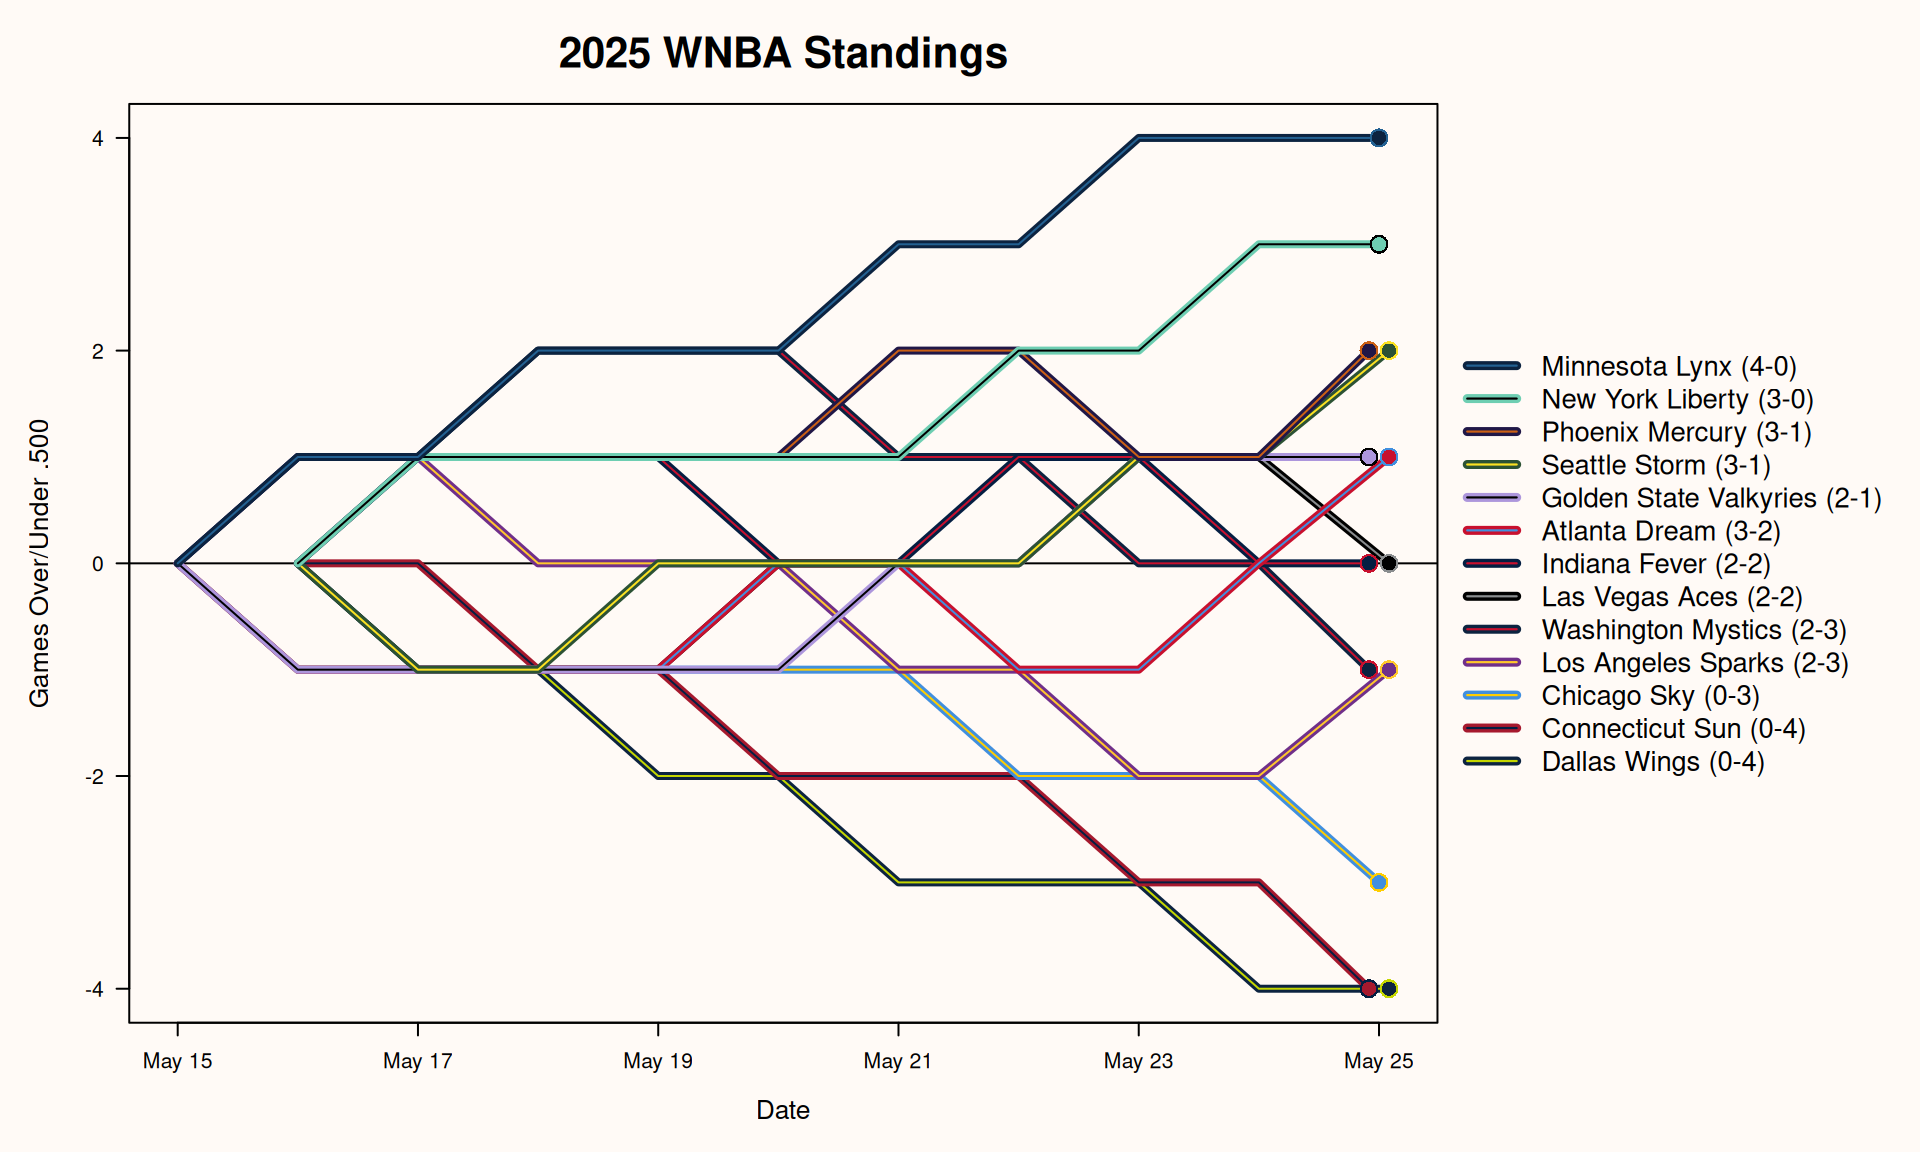 2025 WNBA Standings
Games Over/Under .500
4
2
0
-2
-4
May 15
May 17
May 19
May 21
May 23
May 25
Date
Minnesota Lynx (4-0)
New York Liberty (3-0)
Phoenix Mercury (3-1)
Seattle Storm (3-1)
Golden State Valkyries (2-1)
Atlanta Dream (3-2)
Indiana Fever (2-2)
Las Vegas Aces (2-2)
Washington Mystics (2-3)
Los Angeles Sparks (2-3)
Chicago Sky (0-3)
Connecticut Sun (0-4)
Dallas Wings (0-4)